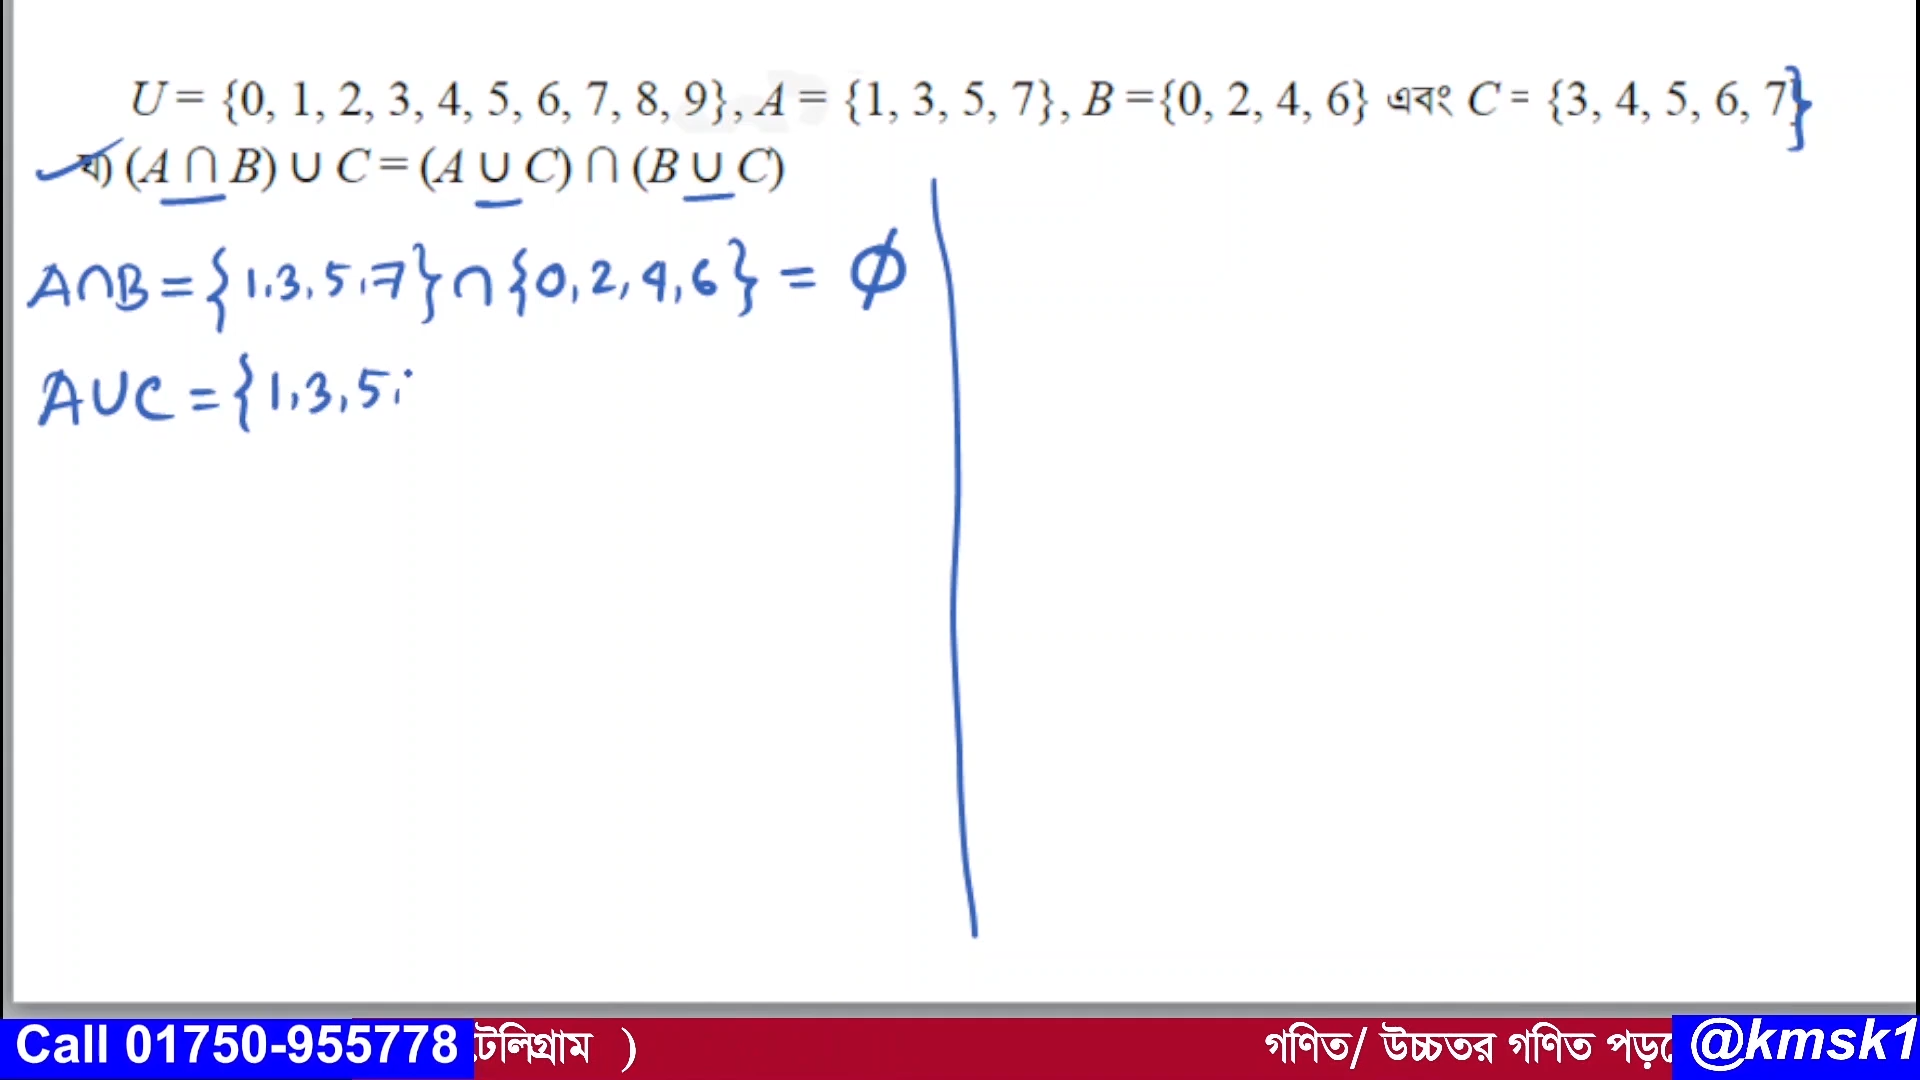 U = {0, 1, 2, 3, 4, 5, 6, 7, 8, 9}, A = {1, 3, 5, 7}, B ={0, 2, 4, 6} এবং C = {3, 4, 5, 6, 7}
(A ∩ B) ∪ C = (A ∪ C) ∩ (B ∪ C)
A∩B = {1,3,5,7} ∩ {0,2,4,6} = ϕ
A∪C = {1,3,5,
Call 01750-955778 টেলিগ্রাম ) গণিত/ উচ্চতর গণিত @kmsk1